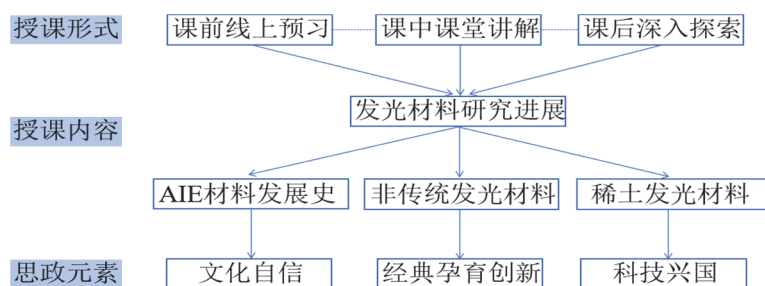 授课形式 课前线上预习 课中课堂讲解 课后深入探索
发光材料研究进展
授课内容
AIE材料发展史 非传统发光材料 稀土发光材料
思政元素 文化自信 经典孕育创新 科技兴国